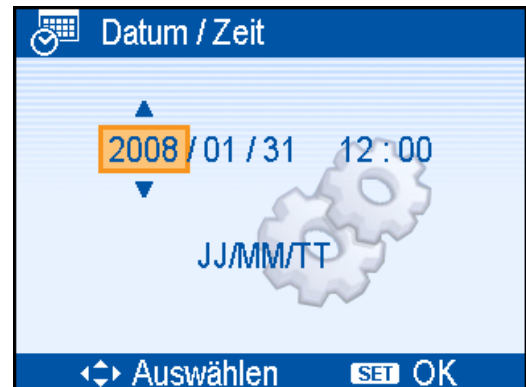 Datum / Zeit
2008 / 01 / 31 12 : 00
JJ/MM/TT
Auswählen SET OK